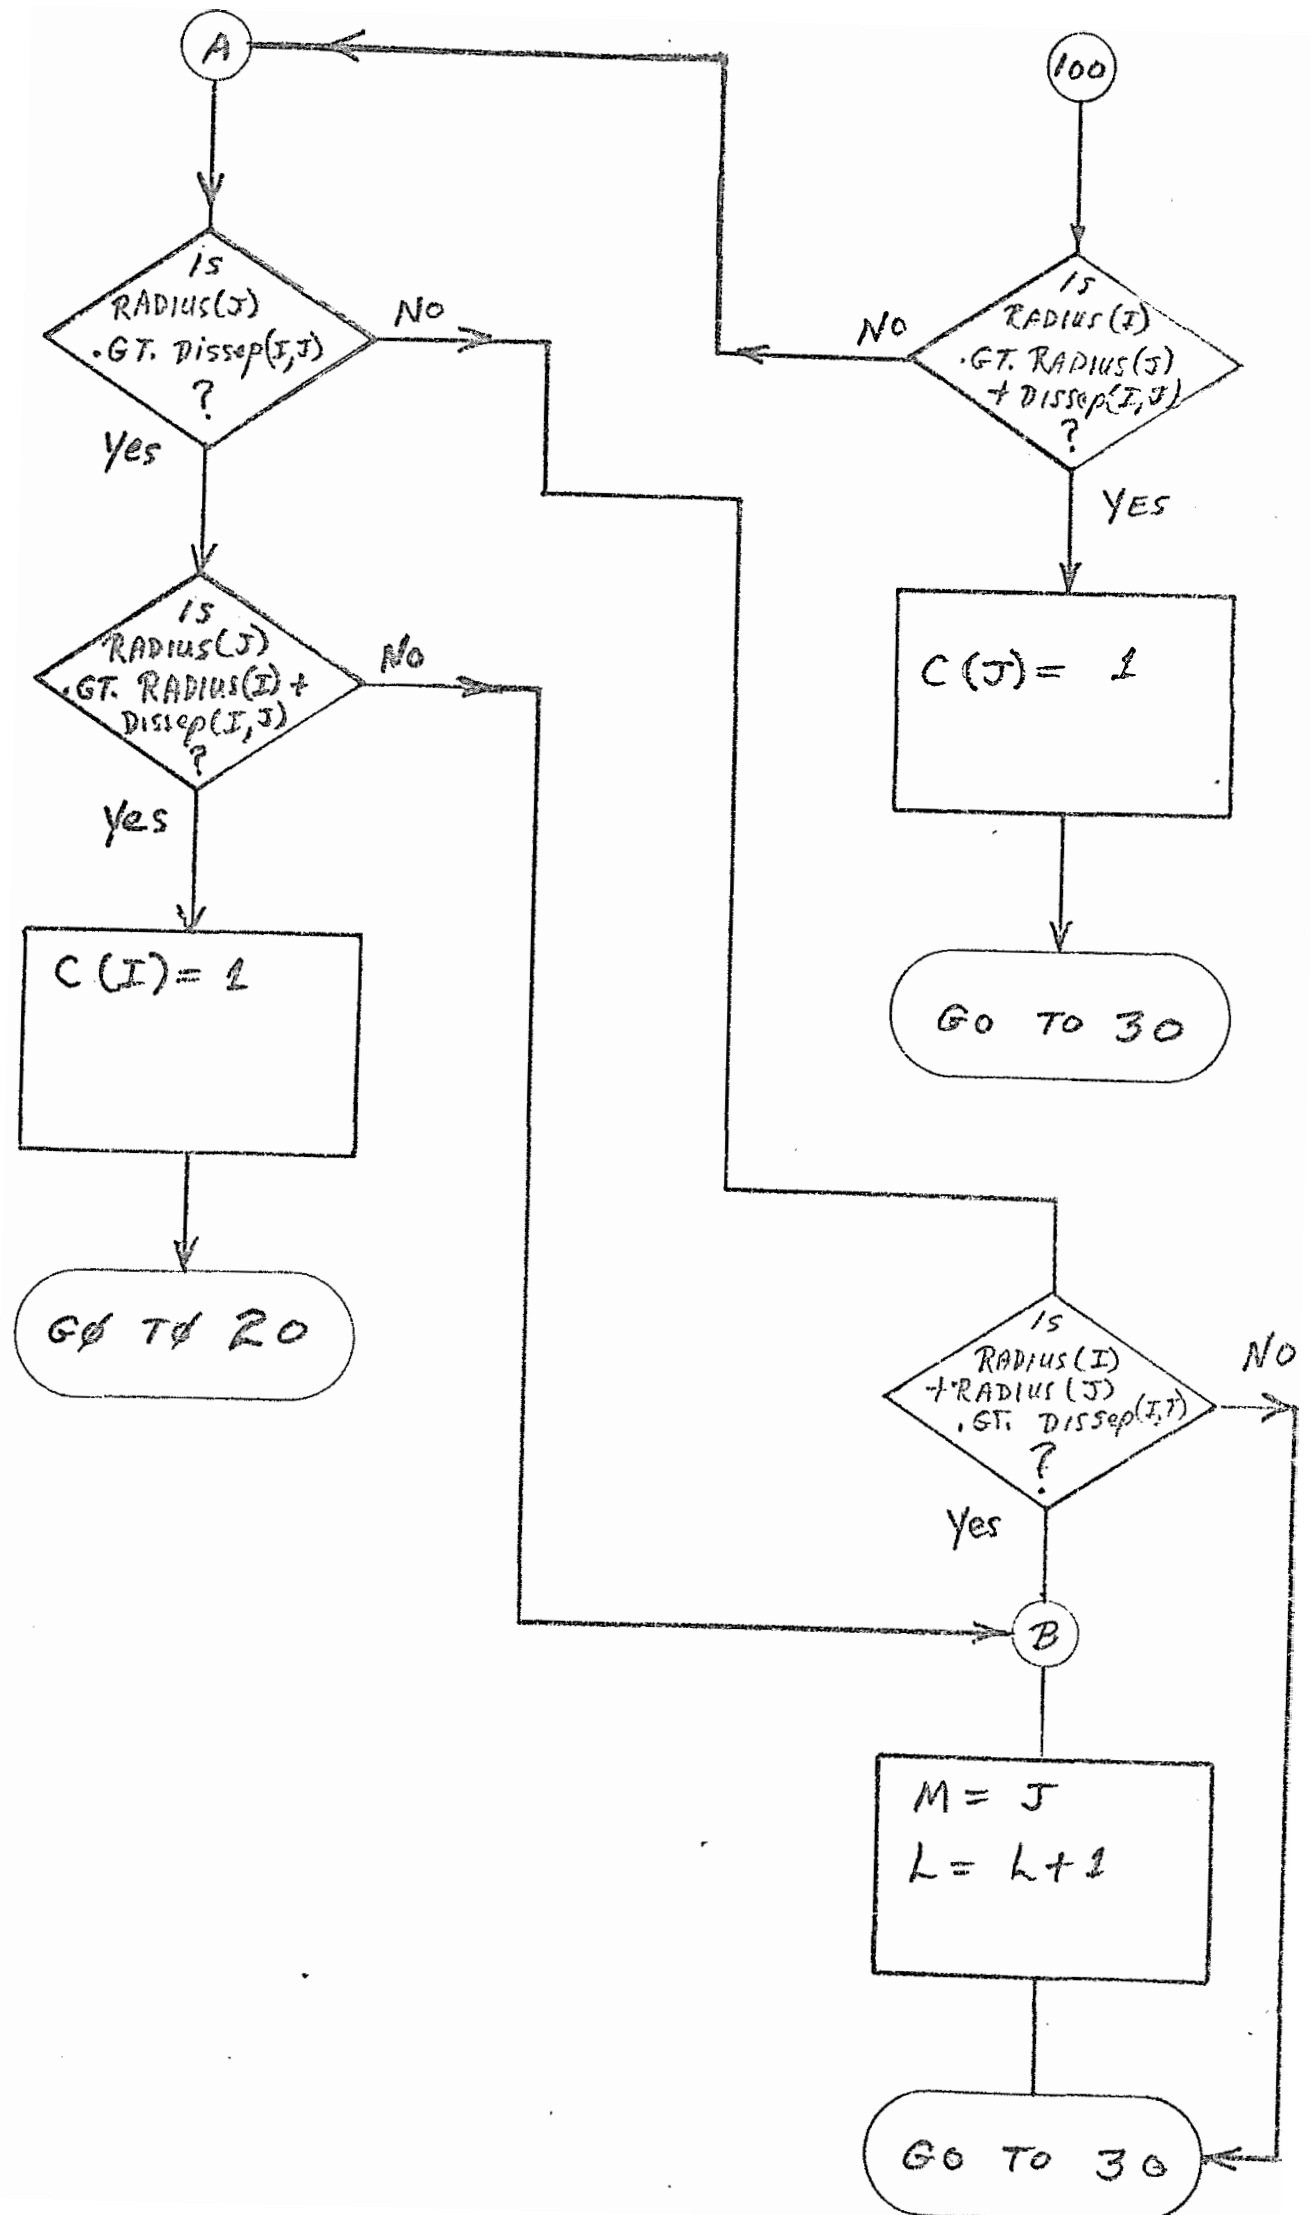 A
100
is
RADIUS(J)
.GT. DISSEP(I,J)
?
NO
Yes
is
RADIUS(I)
.GT. RADIUS(J)
+ DISSEP(I,J)
?
NO
YES
is
RADIUS(J)
.GT. RADIUS(I) +
DISSEP(I,J)
?
NO
Yes
C(J) = 1
C(I) = 1
GO TO 30
GØ TØ 20
is
RADIUS(I)
+ RADIUS(J)
.GT. DISSEP(I,J)
?
NO
Yes
B
M = J
L = L + 1
GO TO 30